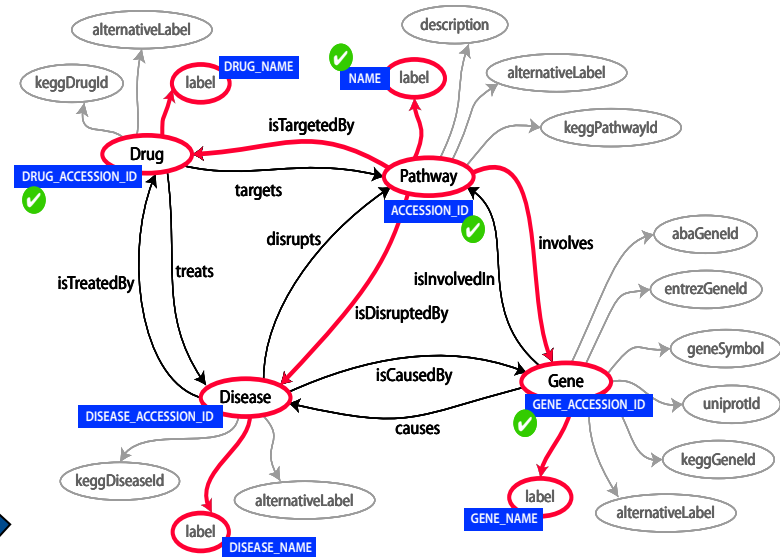 description
alternativeLabel
DRUG_NAME
keggDrugId
label
NAME
label
alternativeLabel
isTargetedBy
keggPathwayId
Drug
DRUG_ACCESSION_ID
targets
Pathway
ACCESSION_ID
disrupts
involves
abaGeneId
isTreatedBy
treats
isInvolvedIn
entrezGeneId
isDisruptedBy
geneSymbol
isCausedBy
Disease
Gene
DISEASE_ACCESSION_ID
GENE_ACCESSION_ID
uniprotId
causes
keggDiseaseId
keggGeneId
alternativeLabel
label
GENE_NAME
alternativeLabel
label
DISEASE_NAME